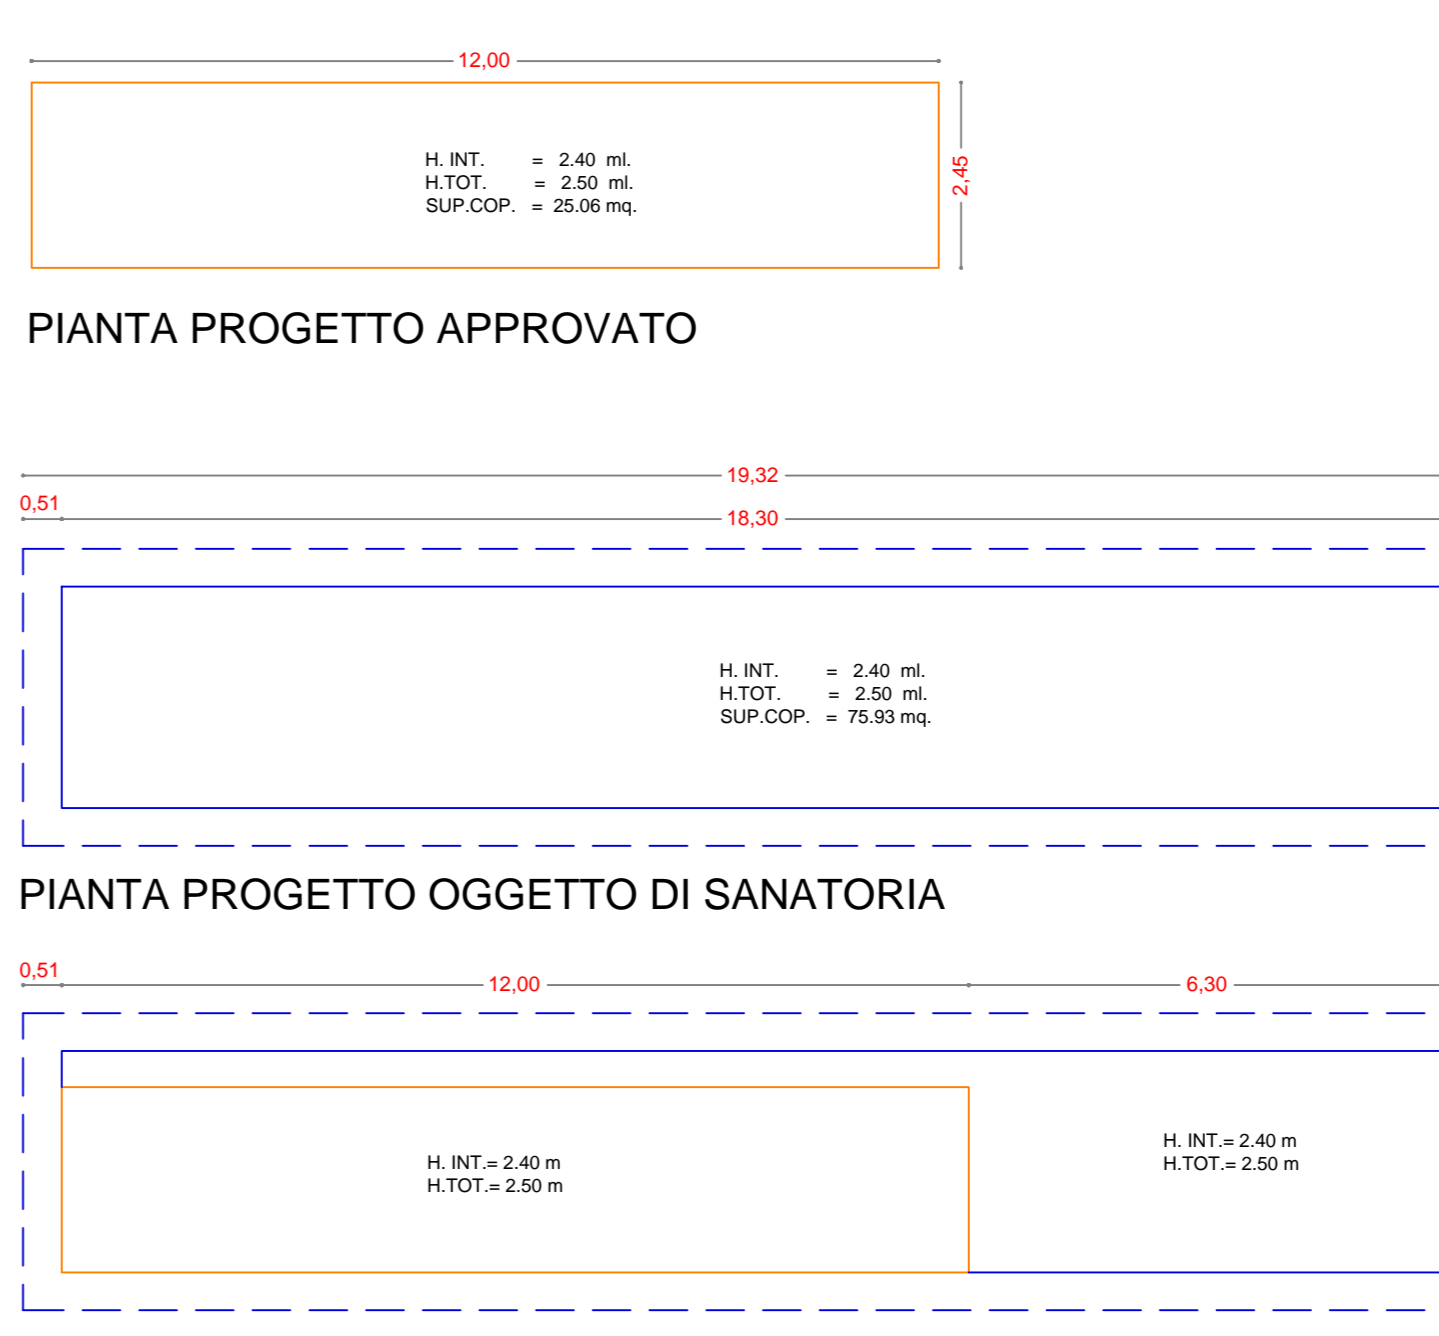 12,00
H. INT. = 2.40 ml.
H.TOT. = 2.50 ml.
SUP.COP. = 25.06 mq.
2,45
PIANTA PROGETTO APPROVATO
19,32
0,51
18,30
H. INT. = 2.40 ml.
H.TOT. = 2.50 ml.
SUP.COP. = 75.93 mq.
PIANTA PROGETTO OGGETTO DI SANATORIA
0,51
12,00
6,30
H. INT.= 2.40 m
H.TOT.= 2.50 m
H. INT.= 2.40 m
H.TOT.= 2.50 m